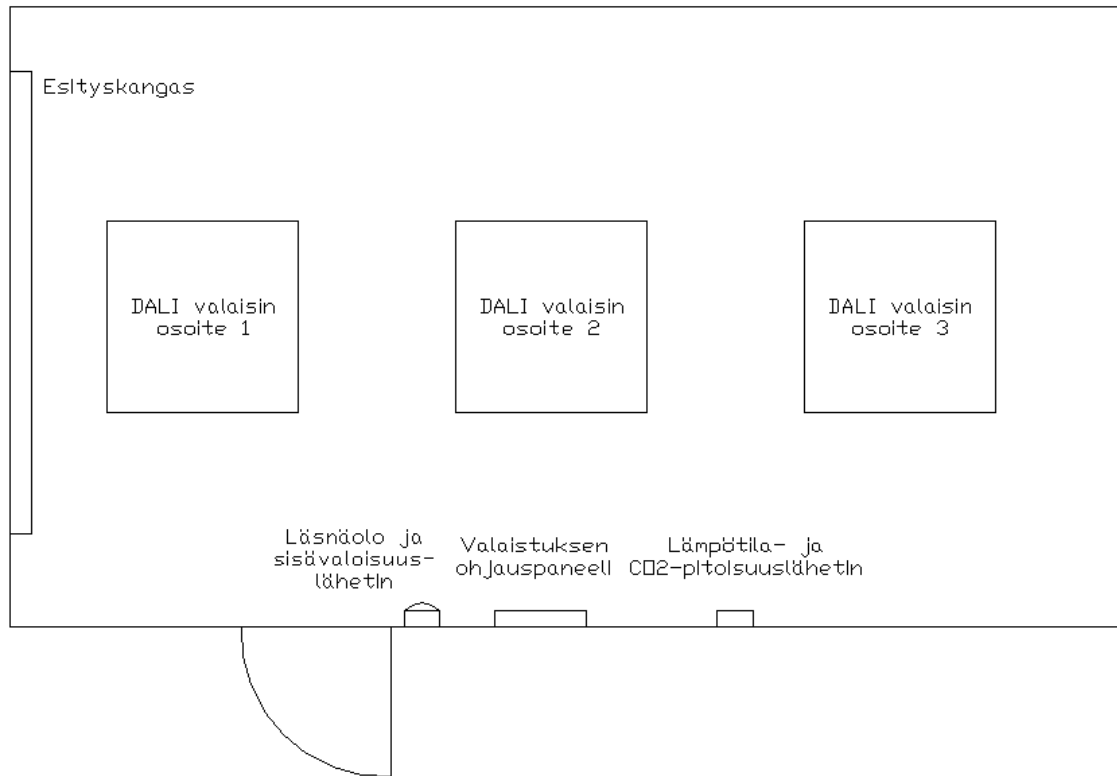 Esityskangas
DALI valaisin
osoite 1
DALI valaisin
osoite 2
DALI valaisin
osoite 3
Läsnäolo ja
sisävaloisuus-
lähetin
Valaistuksen
ohjauspaneeli
Lämpötila- ja
CO2-pitoisuuslähetin